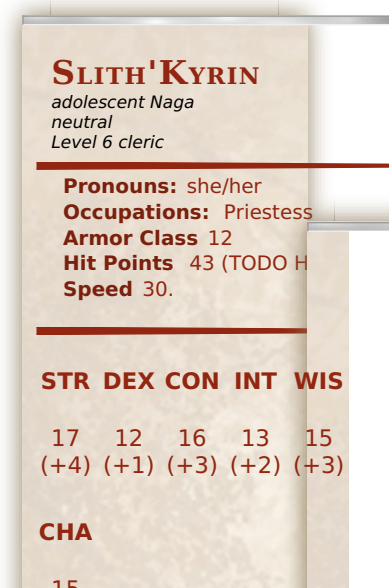 Slith'Kyrin
adolescent Naga
neutral
Level 6 cleric
Pronouns: she/her
Occupations: Priestess
Armor Class 12
Hit Points 43 (TODO H
Speed 30.
STR DEX CON INT WIS
17 12 16 13 15
(+4) (+1) (+3) (+2) (+3)
CHA
15